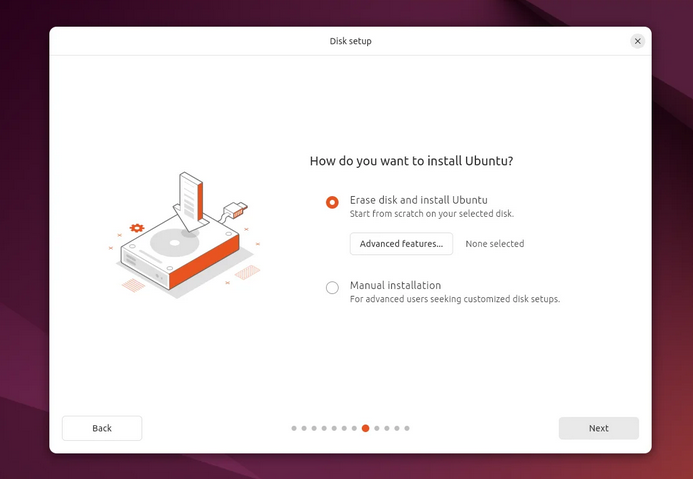 Disk setup
How do you want to install Ubuntu?
Erase disk and install Ubuntu
Start from scratch on your selected disk.
Advanced features... None selected
Manual installation
For advanced users seeking customized disk setups.
Back Next